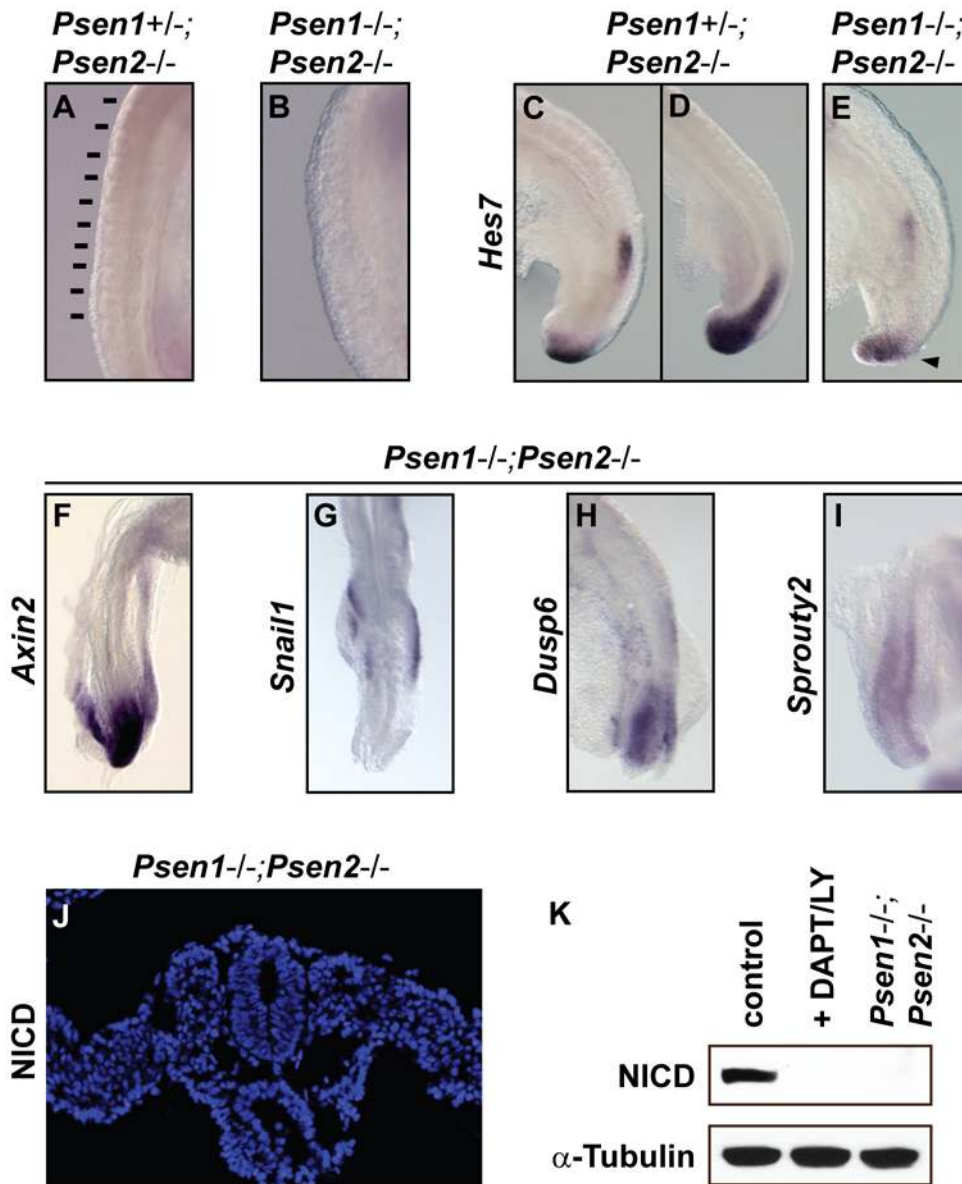 Psen1+/-; Psen1-/-; Psen1+/-; Psen1-/-;
Psen2-/- Psen2-/- Psen2-/- Psen2-/-
A B C D E
Hes7
Psen1-/-;Psen2-/-
F G H I
Axin2
Snail1
Dusp6
Sprouty2
Psen1-/-;Psen2-/-
J
NICD
K
control
+ DAPT/LY
Psen1-/-;
Psen2-/-
NICD
α-Tubulin